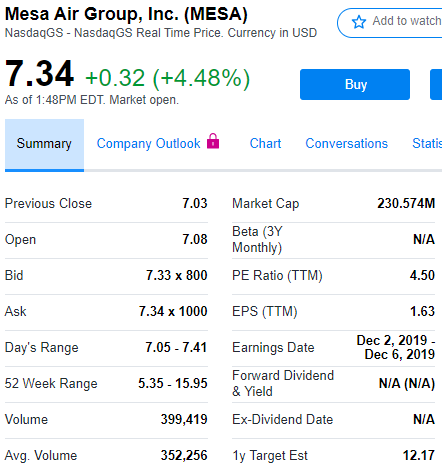 Mesa Air Group, Inc. (MESA)
NasdaqGS - NasdaqGS Real Time Price. Currency in USD
Add to watch
7.34 +0.32 (+4.48%)
As of 1:48PM EDT. Market open.
Buy
Summary Company Outlook Chart Conversations Statis
Previous Close 7.03
Open 7.08
Bid 7.33 x 800
Ask 7.34 x 1000
Day's Range 7.05 - 7.41
52 Week Range 5.35 - 15.95
Volume 399,419
Avg. Volume 352,256
Market Cap 230.574M
Beta (3Y
Monthly) N/A
PE Ratio (TTM) 4.50
EPS (TTM) 1.63
Earnings Date Dec 2, 2019 -
Dec 6, 2019
Forward Dividend
& Yield N/A (N/A)
Ex-Dividend Date N/A
1y Target Est 12.17